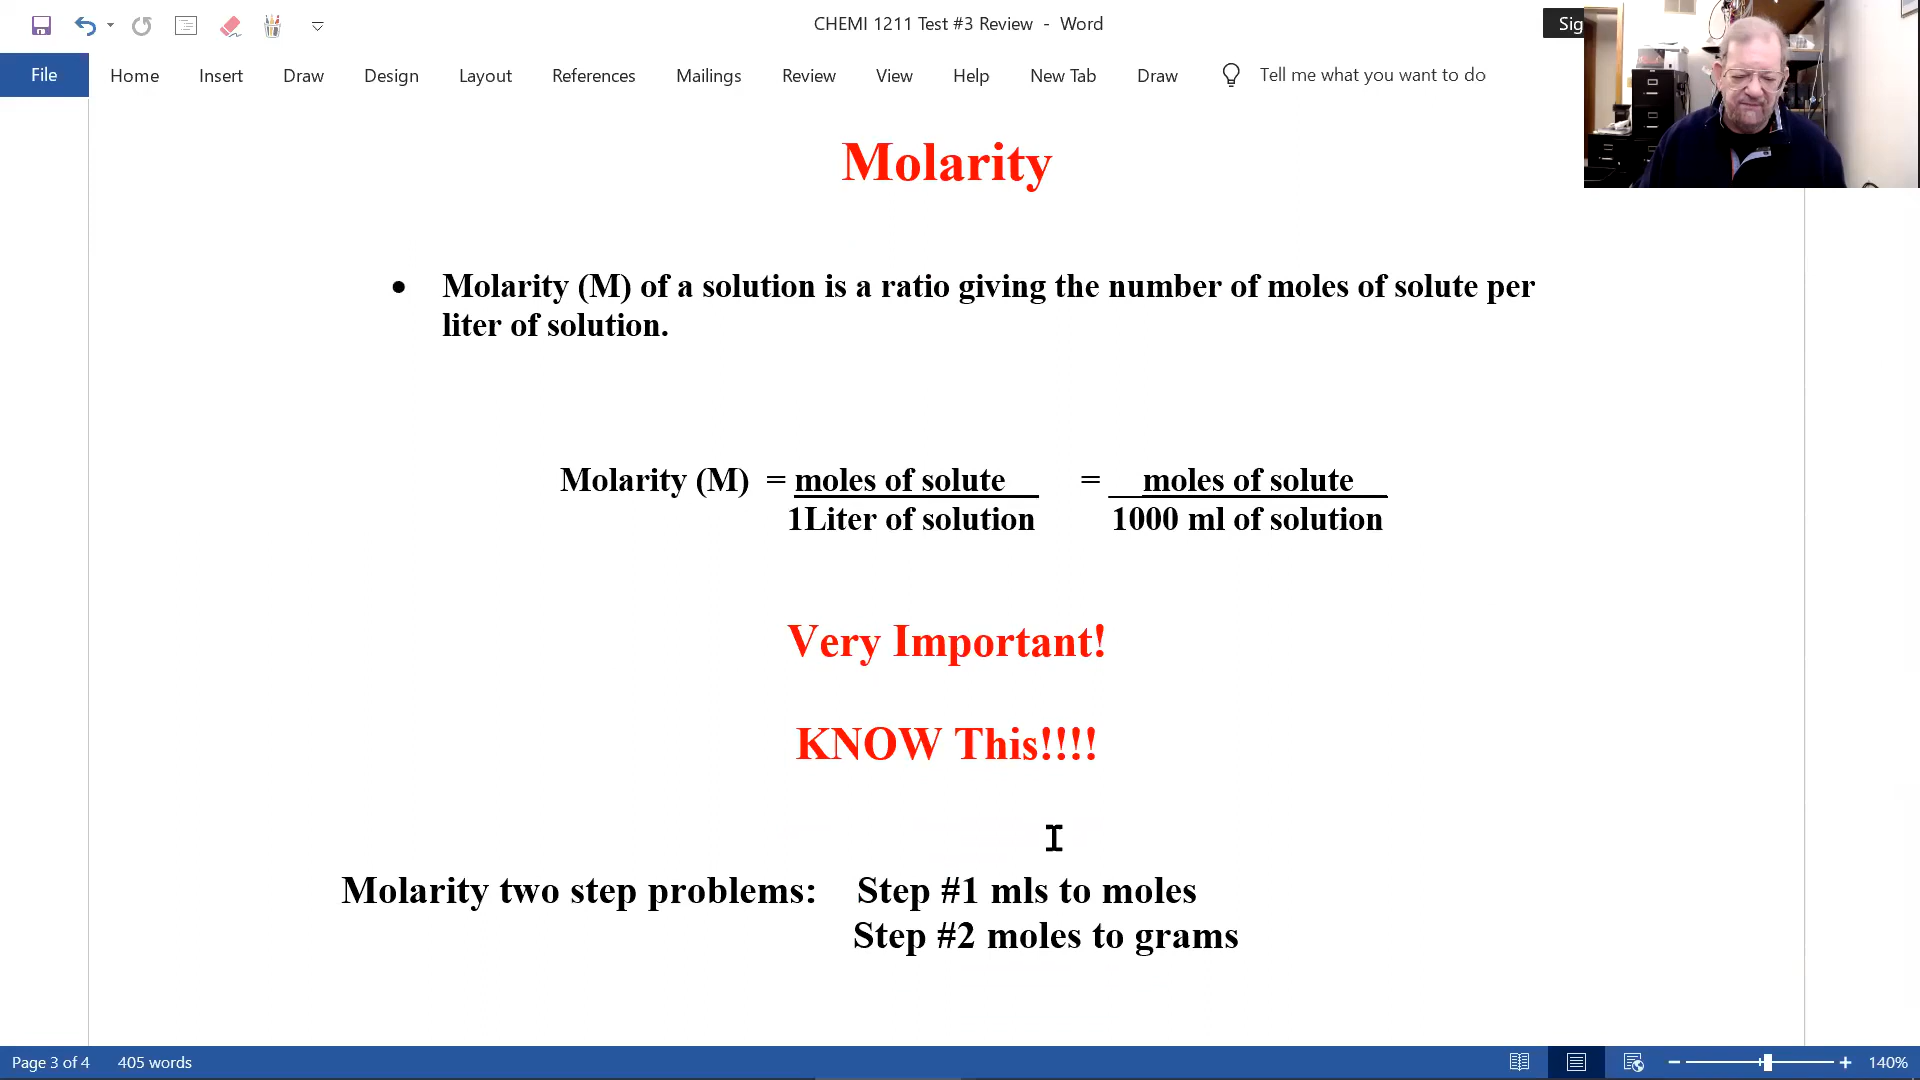 CHEMI 1211 Test #3 Review - Word
Sig
File Home Insert Draw Design Layout References Mailings Review View Help New Tab Draw Tell me what you want to do
Molarity
• Molarity (M) of a solution is a ratio giving the number of moles of solute per
liter of solution.
Molarity (M) = moles of solute = moles of solute
1Liter of solution 1000 ml of solution
Very Important!
KNOW This!!!!
Molarity two step problems: Step #1 mls to moles
Step #2 moles to grams
Page 3 of 4 405 words 140%